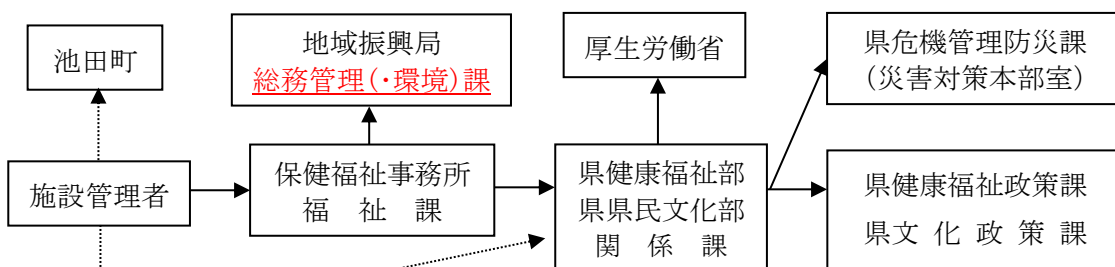 池田町
地域振興局
総務管理(・環境)課
厚生労働省
県危機管理防災課
(災害対策本部室)
施設管理者
保健福祉事務所
福 祉 課
県健康福祉部
県県民文化部
関 係 課
県健康福祉政策課
県文化政策課